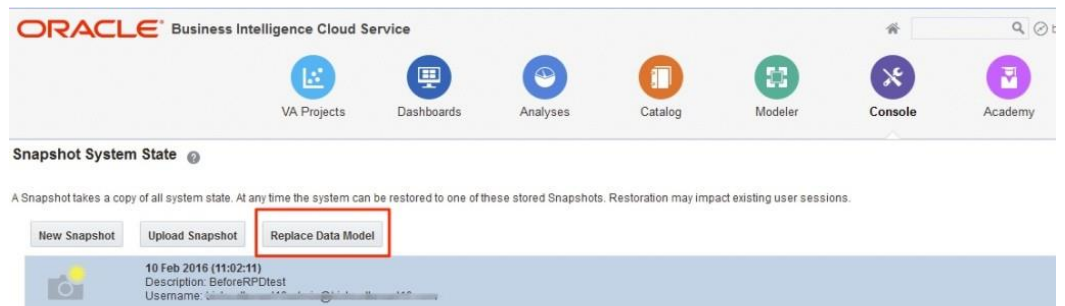 ORACLE Business Intelligence Cloud Service
VA Projects Dashboards Analyses Catalog Modeler Console Academy
Snapshot System State
A Snapshot takes a copy of all system state. At any time the system can be restored to one of these stored Snapshots. Restoration may impact existing user sessions.
New Snapshot Upload Snapshot Replace Data Model
10 Feb 2016 (11:02:11)
Description: BeforeRPDtest
Username: